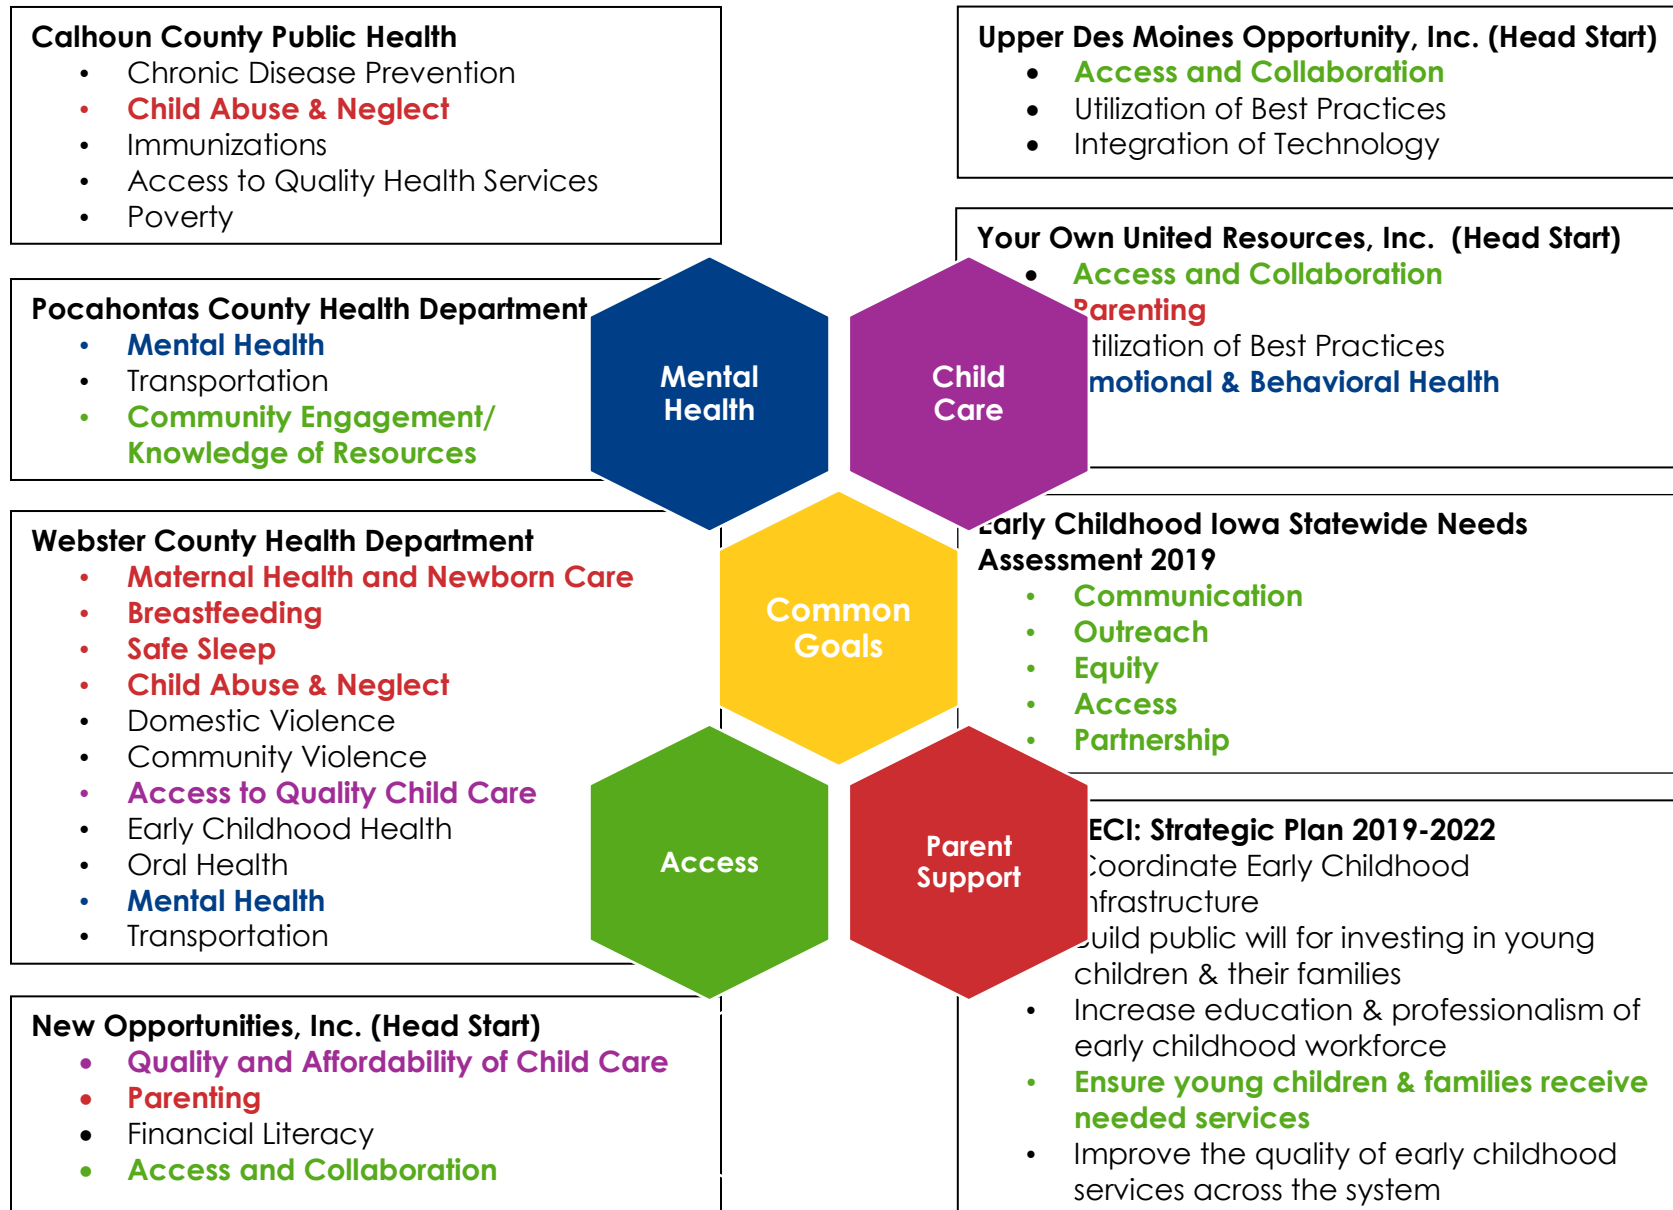 Calhoun County Public Health
• Chronic Disease Prevention
• Child Abuse & Neglect
• Immunizations
• Access to Quality Health Services
• Poverty
Pocahontas County Health Department
• Mental Health
• Transportation
• Community Engagement/
Knowledge of Resources
Webster County Health Department
• Maternal Health and Newborn Care
• Breastfeeding
• Safe Sleep
• Child Abuse & Neglect
• Domestic Violence
• Community Violence
• Access to Quality Child Care
• Early Childhood Health
• Oral Health
• Mental Health
• Transportation
New Opportunities, Inc. (Head Start)
• Quality and Affordability of Child Care
• Parenting
• Financial Literacy
• Access and Collaboration
Mental
Health
Child
Care
Common
Goals
Access
Parent
Support
Upper Des Moines Opportunity, Inc. (Head Start)
• Access and Collaboration
• Utilization of Best Practices
• Integration of Technology
Your Own United Resources, Inc. (Head Start)
• Access and Collaboration
Parenting
tilization of Best Practices
motional & Behavioral Health
Early Childhood Iowa Statewide Needs
Assessment 2019
• Communication
• Outreach
• Equity
• Access
• Partnership
ECI: Strategic Plan 2019-2022
Coordinate Early Childhood
nfrastructure
Build public will for investing in young
children & their families
• Increase education & professionalism of
early childhood workforce
• Ensure young children & families receive
needed services
• Improve the quality of early childhood
services across the system